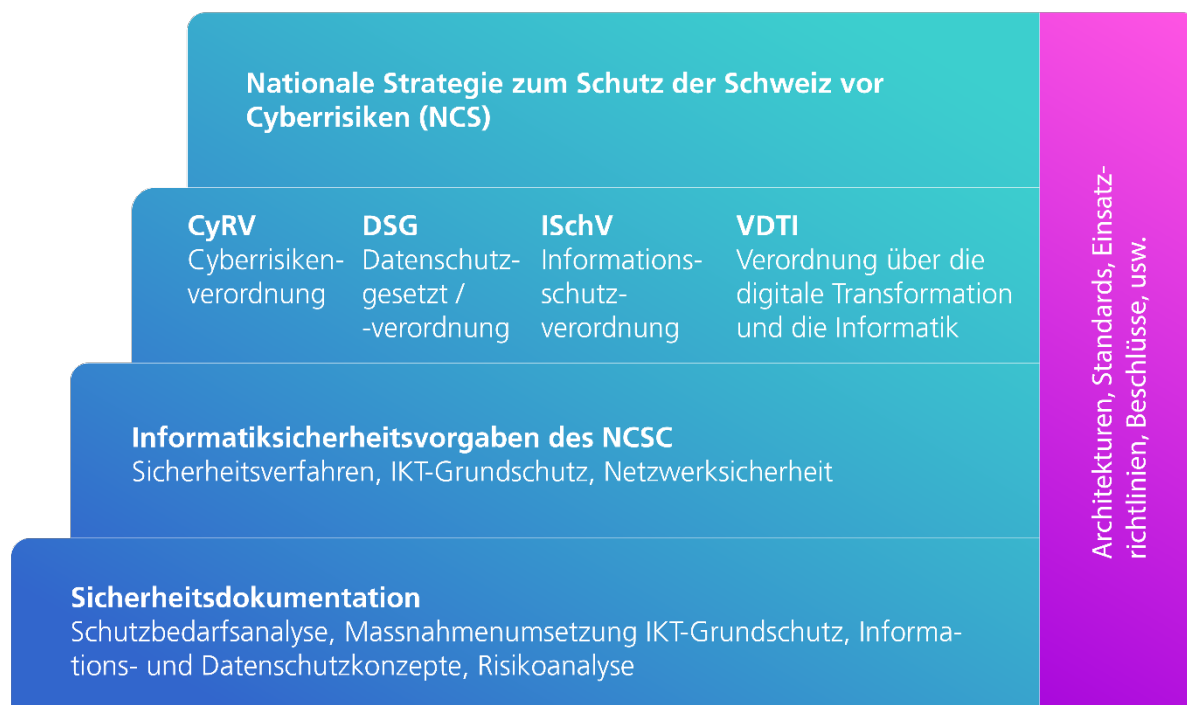 Nationale Strategie zum Schutz der Schweiz vor
Cyberrisiken (NCS)
CyRV
Cyberrisiken-
verordnung
DSG
Datenschutz-
gesetzt /
-verordnung
ISchV
Informations-
schutz-
verordnung
VDTI
Verordnung über die
digitale Transformation
und die Informatik
Informatiksicherheitsvorgaben des NCSC
Sicherheitsverfahren, IKT-Grundschutz, Netzwerksicherheit
Sicherheitsdokumentation
Schutzbedarfsanalyse, Massnahmenumsetzung IKT-Grundschutz, Informa-
tions- und Datenschutzkonzepte, Risikoanalyse
Architekturen, Standards, Einsatz-
richtlinien, Beschlüsse, usw.